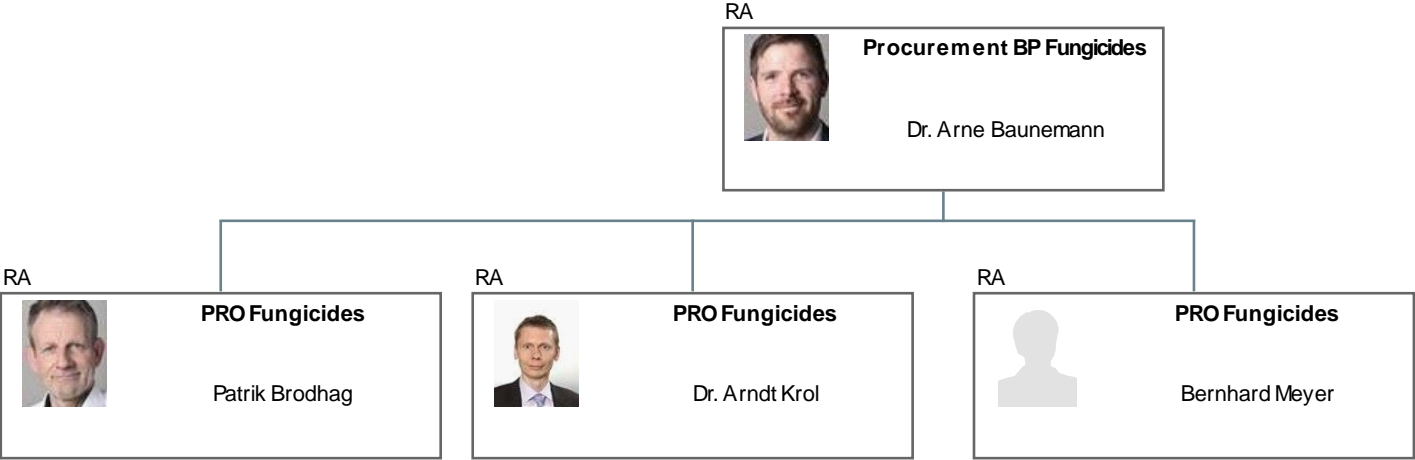 RA
Procurement BP Fungicides
Dr. Arne Baunemann
RA
PRO Fungicides
Patrik Brodhag
RA
PRO Fungicides
Dr. Arndt Krol
RA
PRO Fungicides
Bernhard Meyer